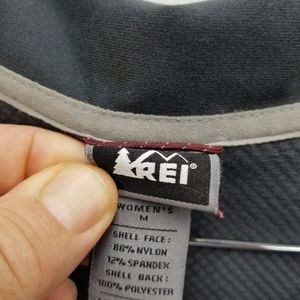 REI®
WOMEN'S
M
SHELL FACE:
88% NYLON
12% SPANDEX
SHELL BACK:
100% POLYESTER